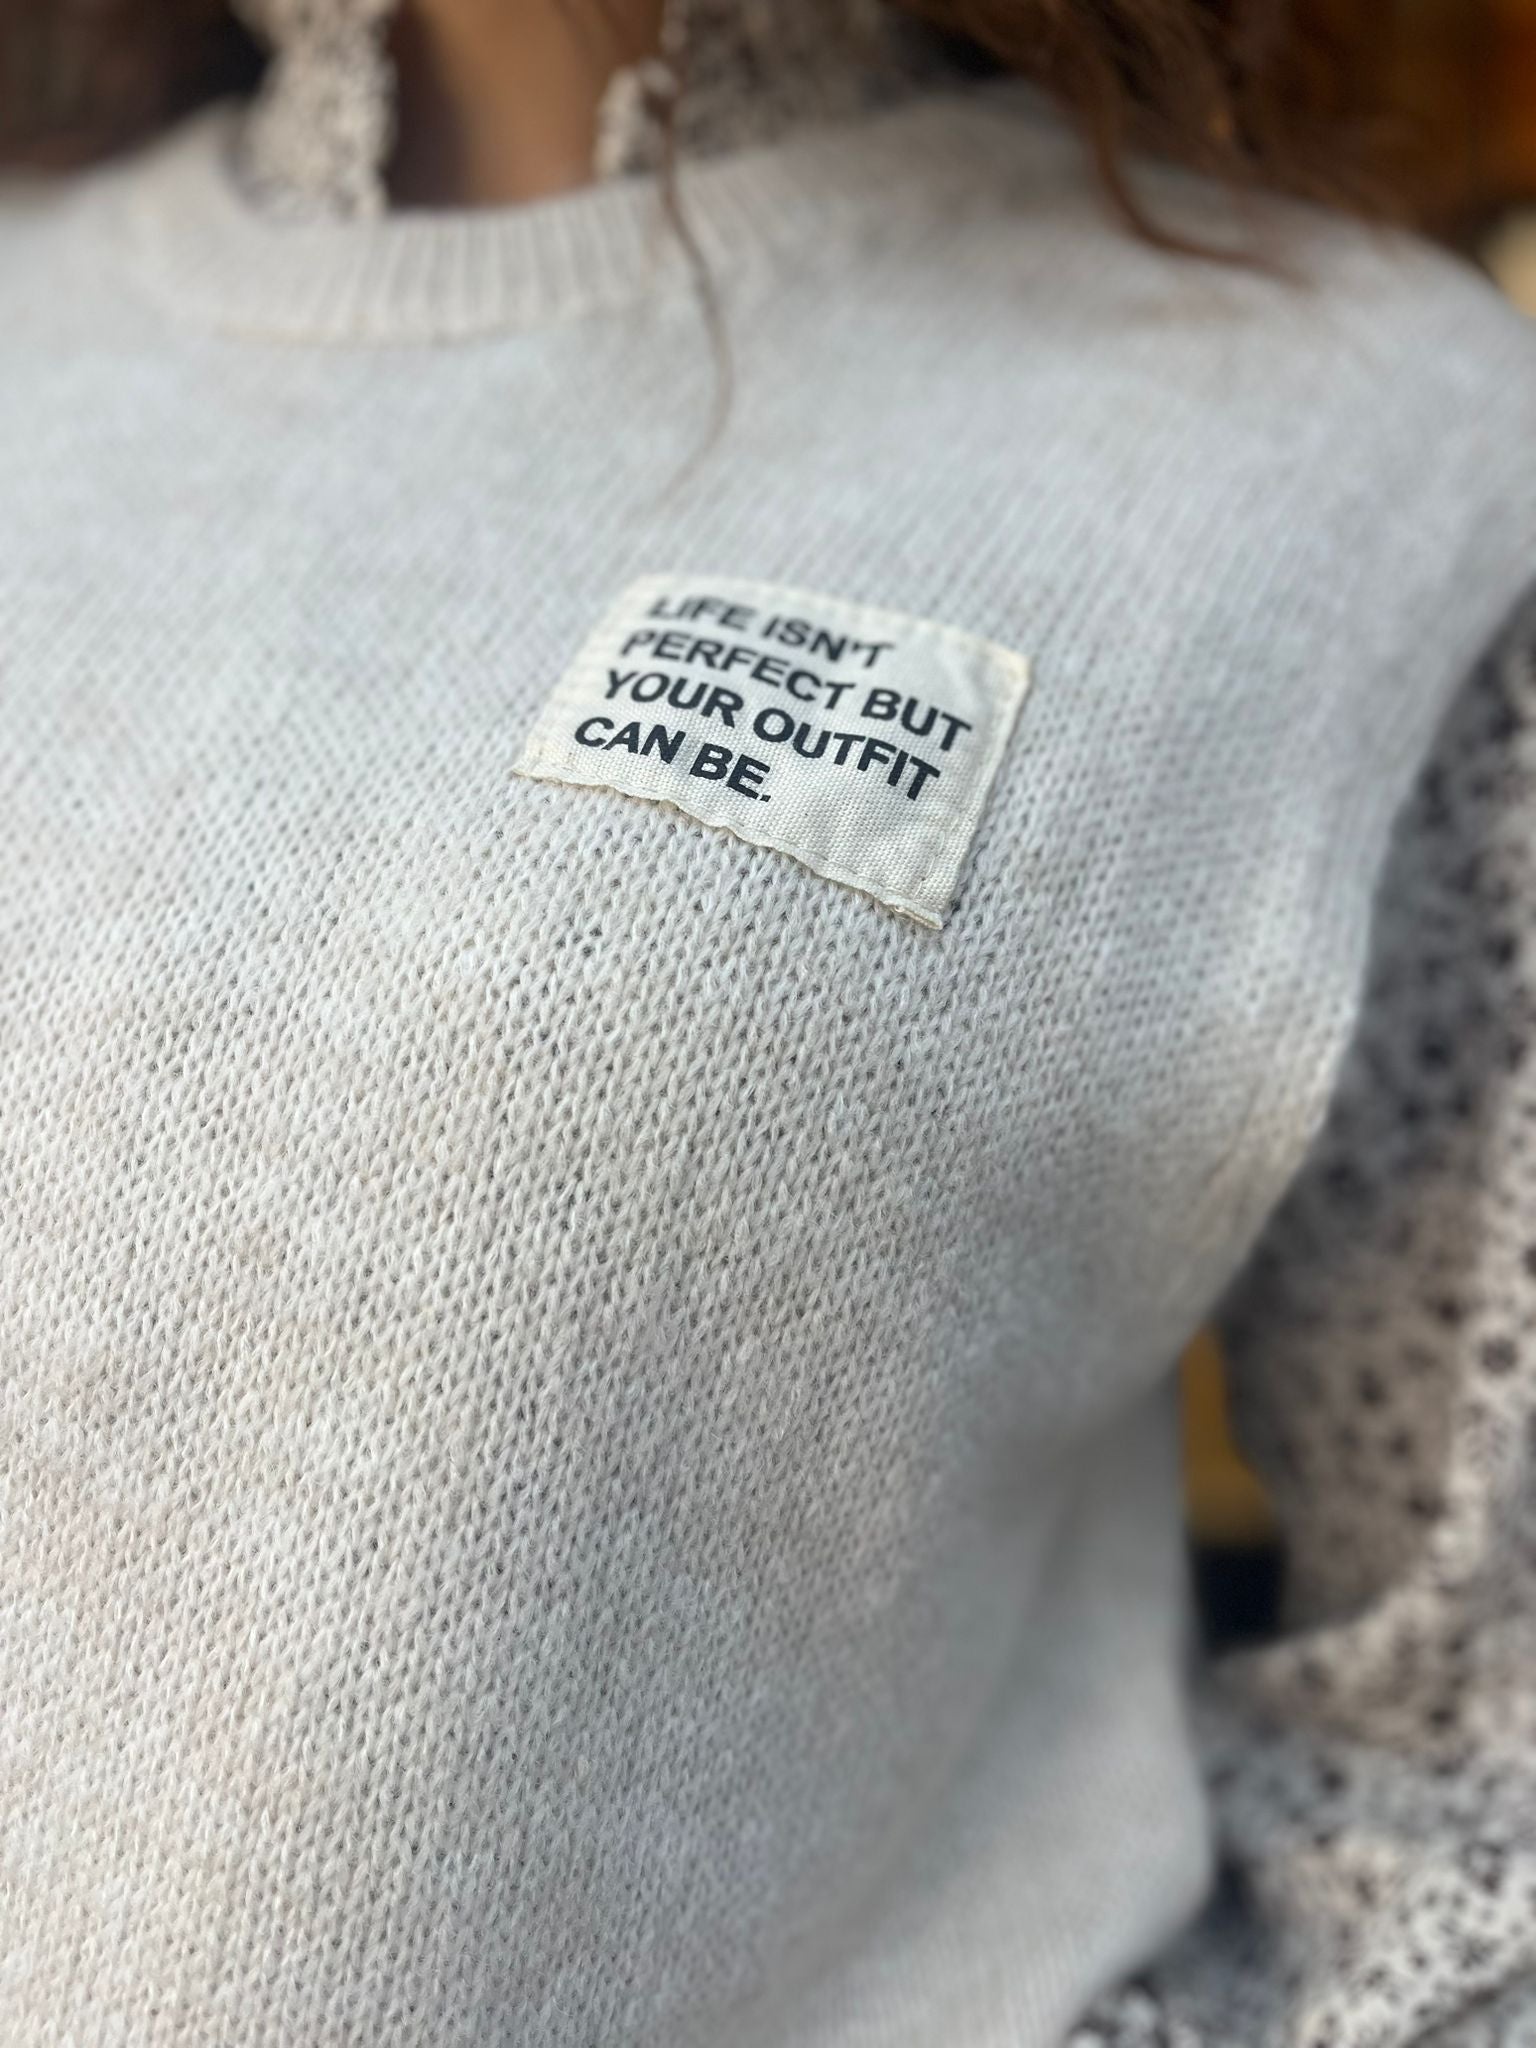 LIFE ISN'T
PERFECT BUT
YOUR OUTFIT
CAN BE.